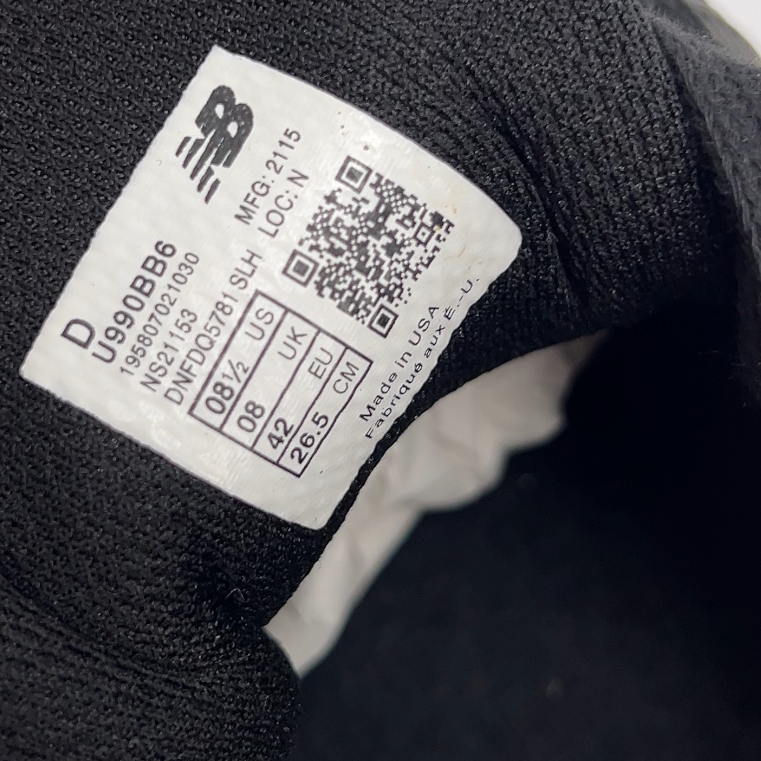 NB
MFG: 2115
LOC: N
D
U990BB6
195807021030
NS21153
DNFDQ5781 SLH
08½ US
08 UK
42 EU
26.5 CM
Made in USA
Fabriqué aux É.-U.